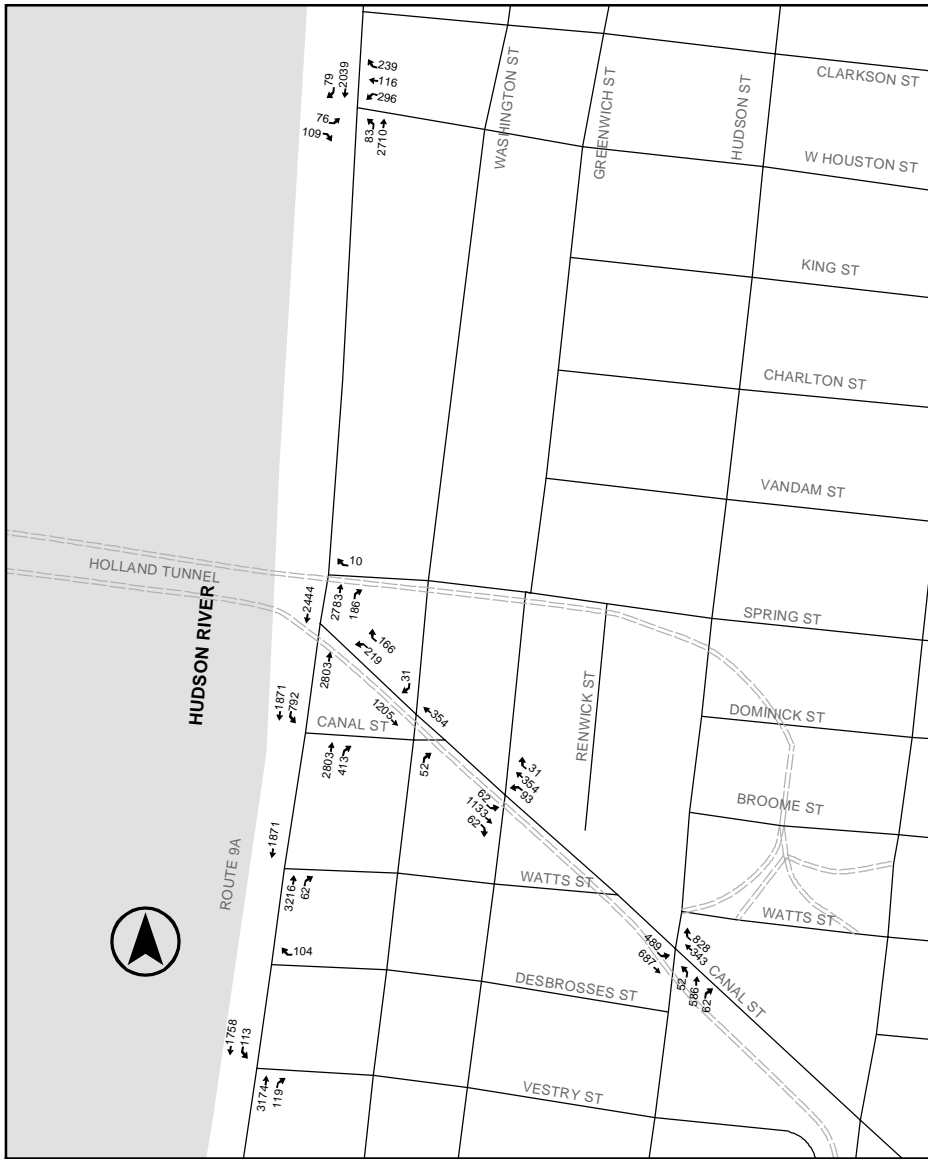 CLARKSON ST
WASHINGTON ST
GREENWICH ST
HUDSON ST
79
2039
239
116
296
76
109
83
2710
W HOUSTON ST
KING ST
CHARLTON ST
VANDAM ST
HOLLAND TUNNEL
10
2444
2783
186
SPRING ST
HUDSON RIVER
166
219
2803
31
1205
354
1871
792
CANAL ST
RENWICK ST
DOMINICK ST
2803
413
52
31
354
93
62
1133
62
BROOME ST
1871
ROUTE 9A
3216
62
WATTS ST
WATTS ST
104
489
687
828
343
52
586
62
CANAL ST
DESBROSSES ST
1758
113
3174
119
VESTRY ST